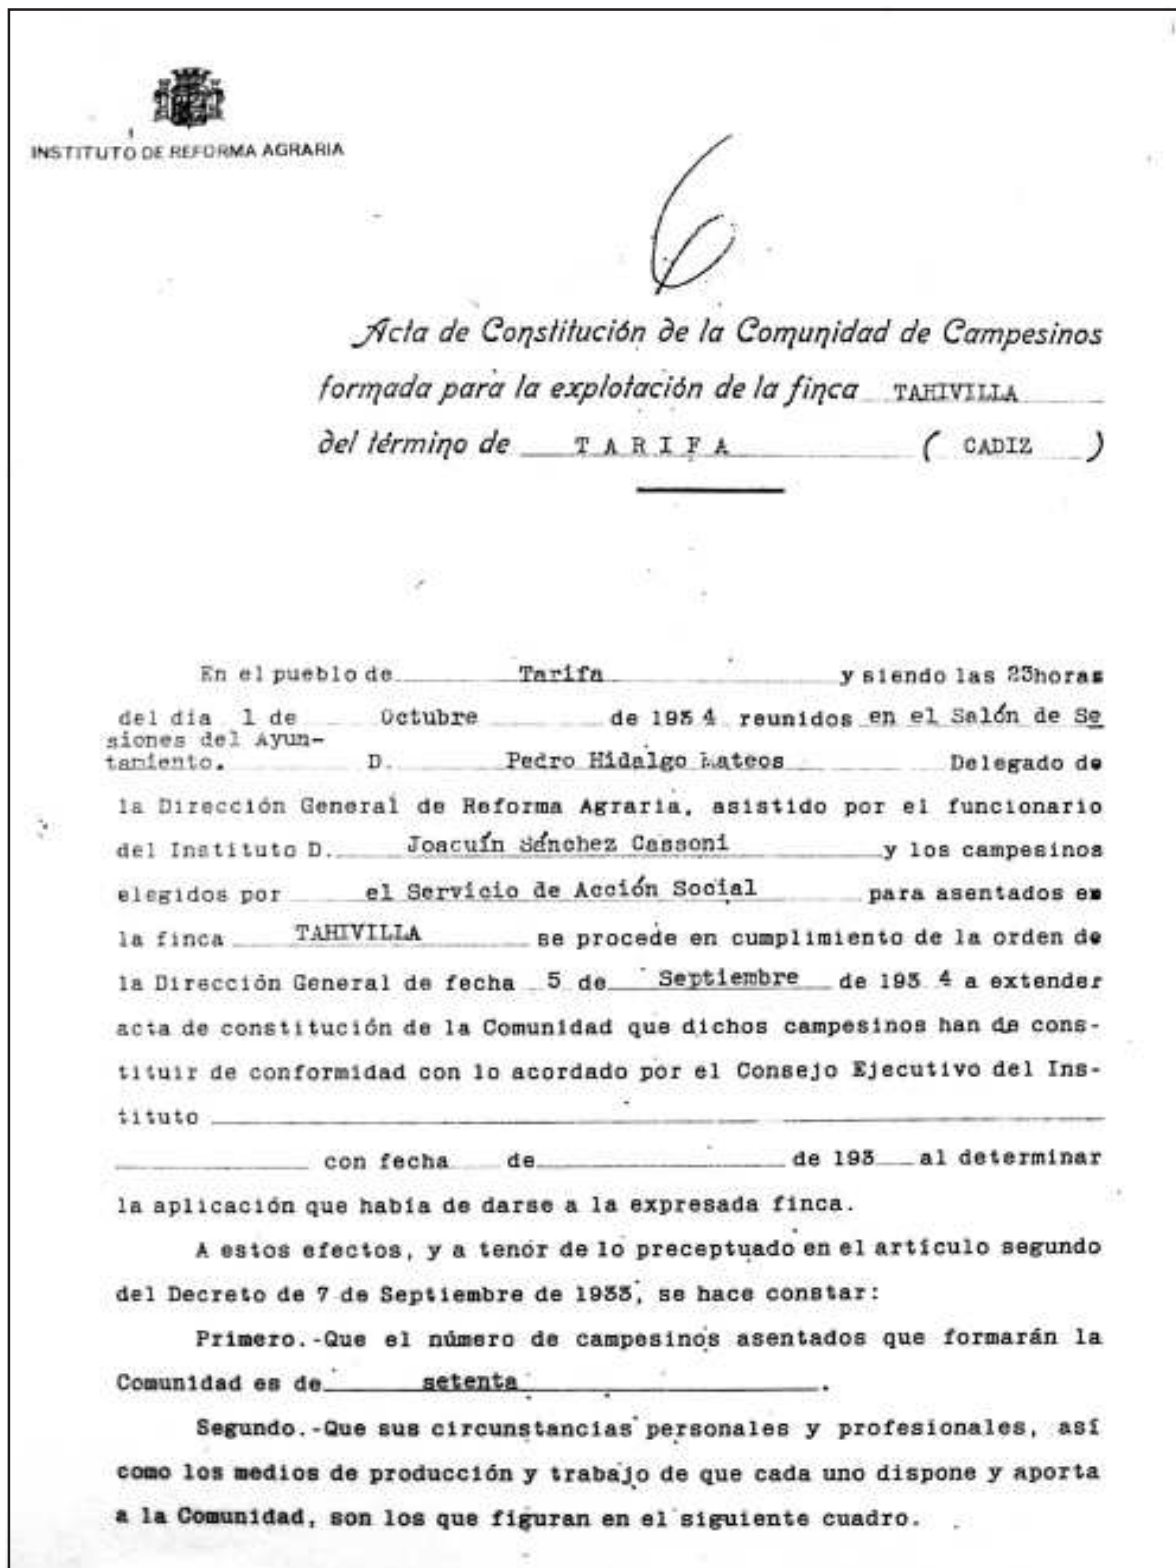 INSTITUTO DE REFORMA AGRARIA
6
Acta de Constitución de la Comunidad de Campesinos
formada para la explotación de la finca TAHIVILLA
del término de TARIFA ( CADIZ )
En el pueblo de Tarifa y siendo las 23horas
del dia 1 de Octubre de 1934 reunidos en el Salón de Se
siones del Ayun-
tamiento. D. Pedro Hidalgo Mateos Delegado de
la Dirección General de Reforma Agraria, asistido por el funcionario
del Instituto D. Joacuín Sánchez Cassoni y los campesinos
elegidos por el Servicio de Acción Social para asentados en
la finca TAHIVILLA se procede en cumplimiento de la orden de
la Dirección General de fecha 5 de Septiembre de 193 4 a extender
acta de constitución de la Comunidad que dichos campesinos han de cons-
tituir de conformidad con lo acordado por el Consejo Ejecutivo del Ins-
tituto
con fecha de de 193 al determinar
la aplicación que había de darse a la expresada finca.
A estos efectos, y a tenor de lo preceptuado en el artículo segundo
del Decreto de 7 de Septiembre de 1933, se hace constar:
Primero.-Que el número de campesinos asentados que formarán la
Comunidad es de setenta.
Segundo.-Que sus circunstancias personales y profesionales, así
como los medios de producción y trabajo de que cada uno dispone y aporta
a la Comunidad, son los que figuran en el siguiente cuadro.